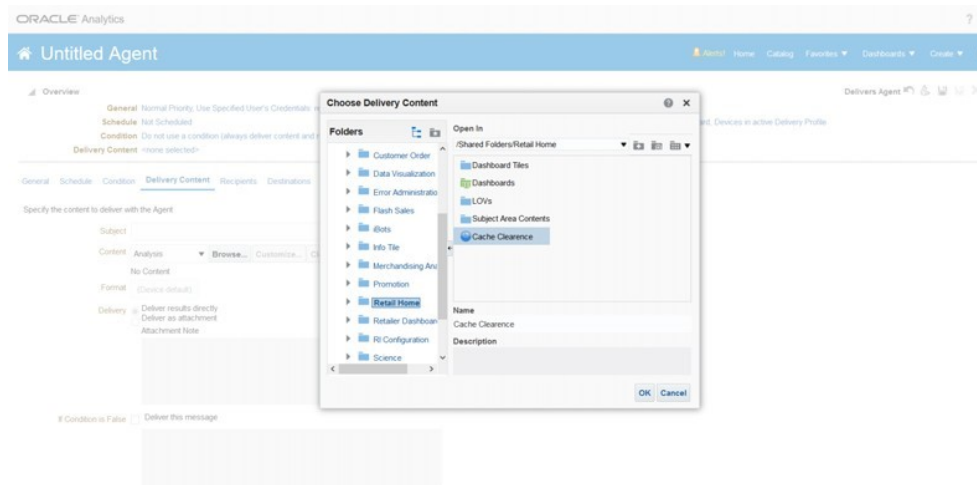 ORACLE Analytics
?
Untitled Agent
Alerts! Home Catalog Favorites Dashboards Create
Overview
Delivers Agent
General Normal Priority; Use Specified User's Credentials:
Schedule Not Scheduled
Condition Do not use a condition (always deliver content and
Delivery Content <none selected>
Devices in active Delivery Profile
General Schedule Condition Delivery Content Recipients Destinations
Specify the content to deliver with the Agent
Subject
Content Analysis Browse... Customize...
No Content
Format (Device default)
Delivery Deliver results directly
Deliver as attachment
Attachment Note
If Condition is False Deliver this message
Choose Delivery Content
Folders
Customer Order
Data Visualization
Error Administratio
Flash Sales
iBots
Info Tile
Merchandising Ana
Promotion
Retail Home
Retailer Dashboar
RI Configuration
Science
Open In
/Shared Folders/Retail Home
Dashboard Tiles
Dashboards
LOVs
Subject Area Contents
Cache Clearence
Name
Cache Clearence
Description
OK Cancel